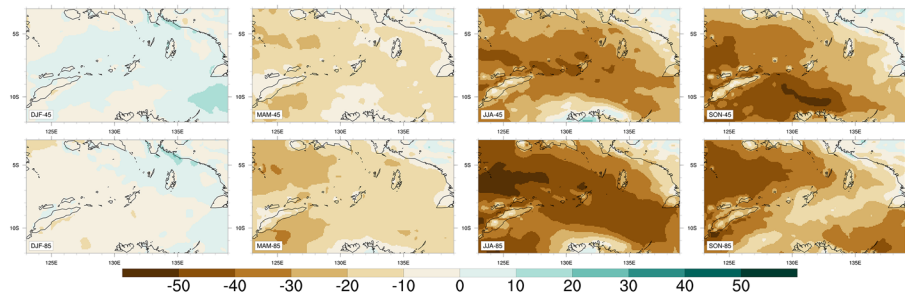 5S 5S 5S 5S
10S 10S 10S 10S
DJF-45 MAM-45 JJA-45 SON-45
125E 130E 135E 125E 130E 135E 125E 130E 135E 125E 130E 135E
5S 5S 5S 5S
10S 10S 10S 10S
DJF-85 MAM-85 JJA-85 SON-85
125E 130E 135E 125E 130E 135E 125E 130E 135E 125E 130E 135E
-50 -40 -30 -20 -10 0 10 20 30 40 50